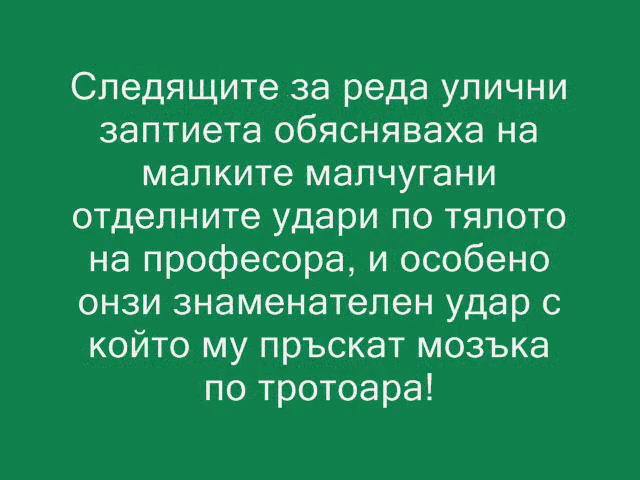 Следящите за реда улични
заптиета обясняваха на
малките малчугани
отделните удари по тялото
на професора, и особено
онзи знаменателен удар с
който му пръскат мозъка
по тротоара!